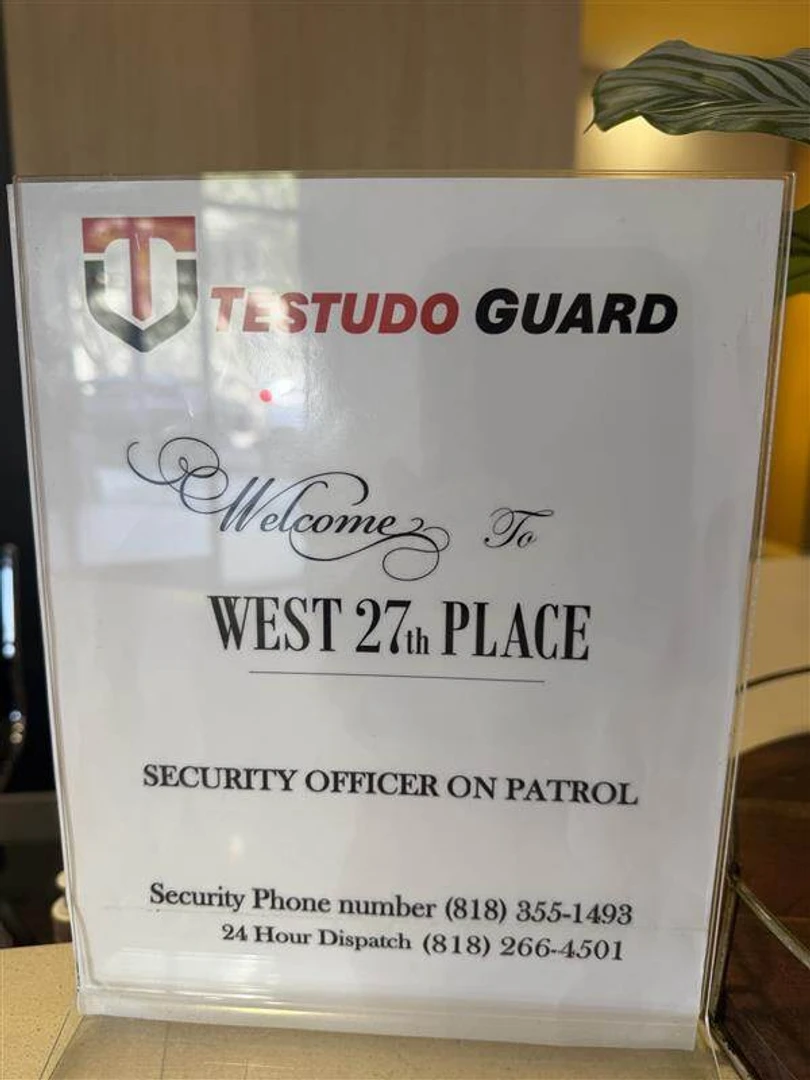 TESTUDO GUARD
Welcome To
WEST 27th PLACE
SECURITY OFFICER ON PATROL
Security Phone number (818) 355-1493
24 Hour Dispatch (818) 266-4501